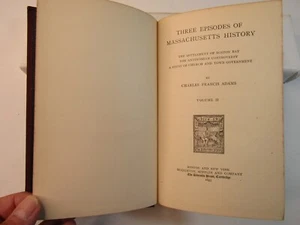 THREE EPISODES OF
MASSACHUSETTS HISTORY
THE SETTLEMENT OF BOSTON BAY
THE ANTINOMIAN CONTROVERSY
A STUDY OF CHURCH AND TOWN GOVERNMENT
BY
CHARLES FRANCIS ADAMS
VOLUME II
BOSTON AND NEW YORK
HOUGHTON, MIFFLIN AND COMPANY
The Riverside Press, Cambridge